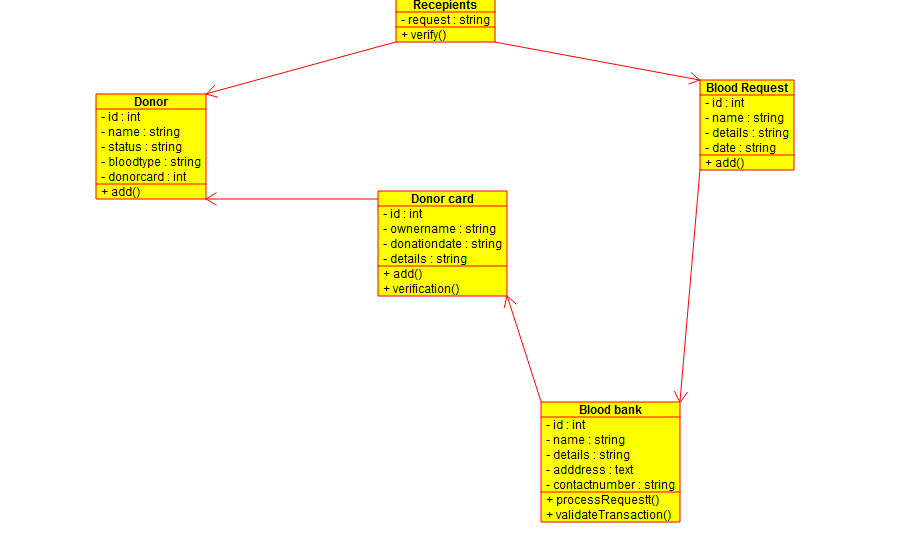 Recepients
- request : string
+ verify()
Blood Request
- id : int
- name : string
- details : string
- date : string
+ add()
Donor
- id : int
- name : string
- status : string
- bloodtype : string
- donorcard : int
+ add()
Donor card
- id : int
- ownername : string
- donationdate : string
- details : string
+ add()
+ verification()
Blood bank
- id : int
- name : string
- details : string
- adddress : text
- contactnumber : string
+ processRequestt()
+ validateTransaction()